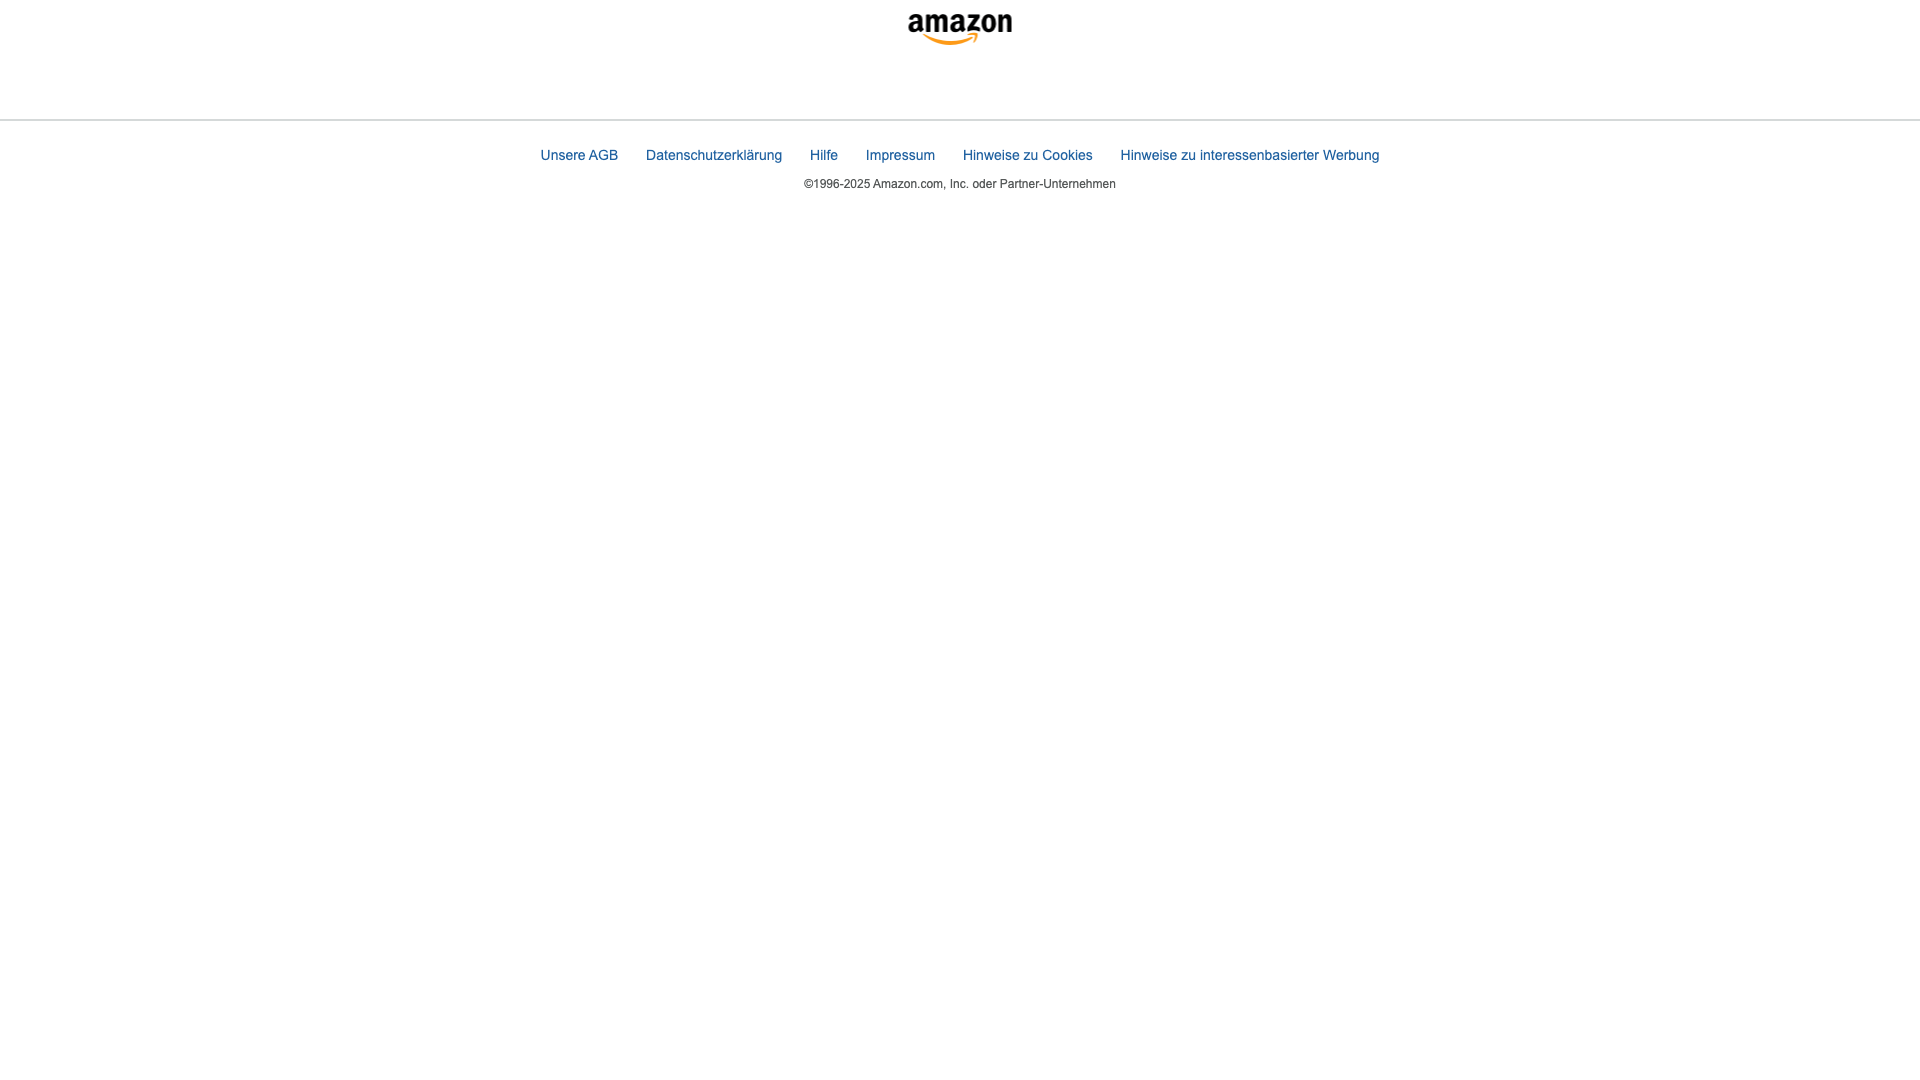 amazon
Unsere AGB Datenschutzerklärung Hilfe Impressum Hinweise zu Cookies Hinweise zu interessenbasierter Werbung
©1996-2025 Amazon.com, Inc. oder Partner-Unternehmen